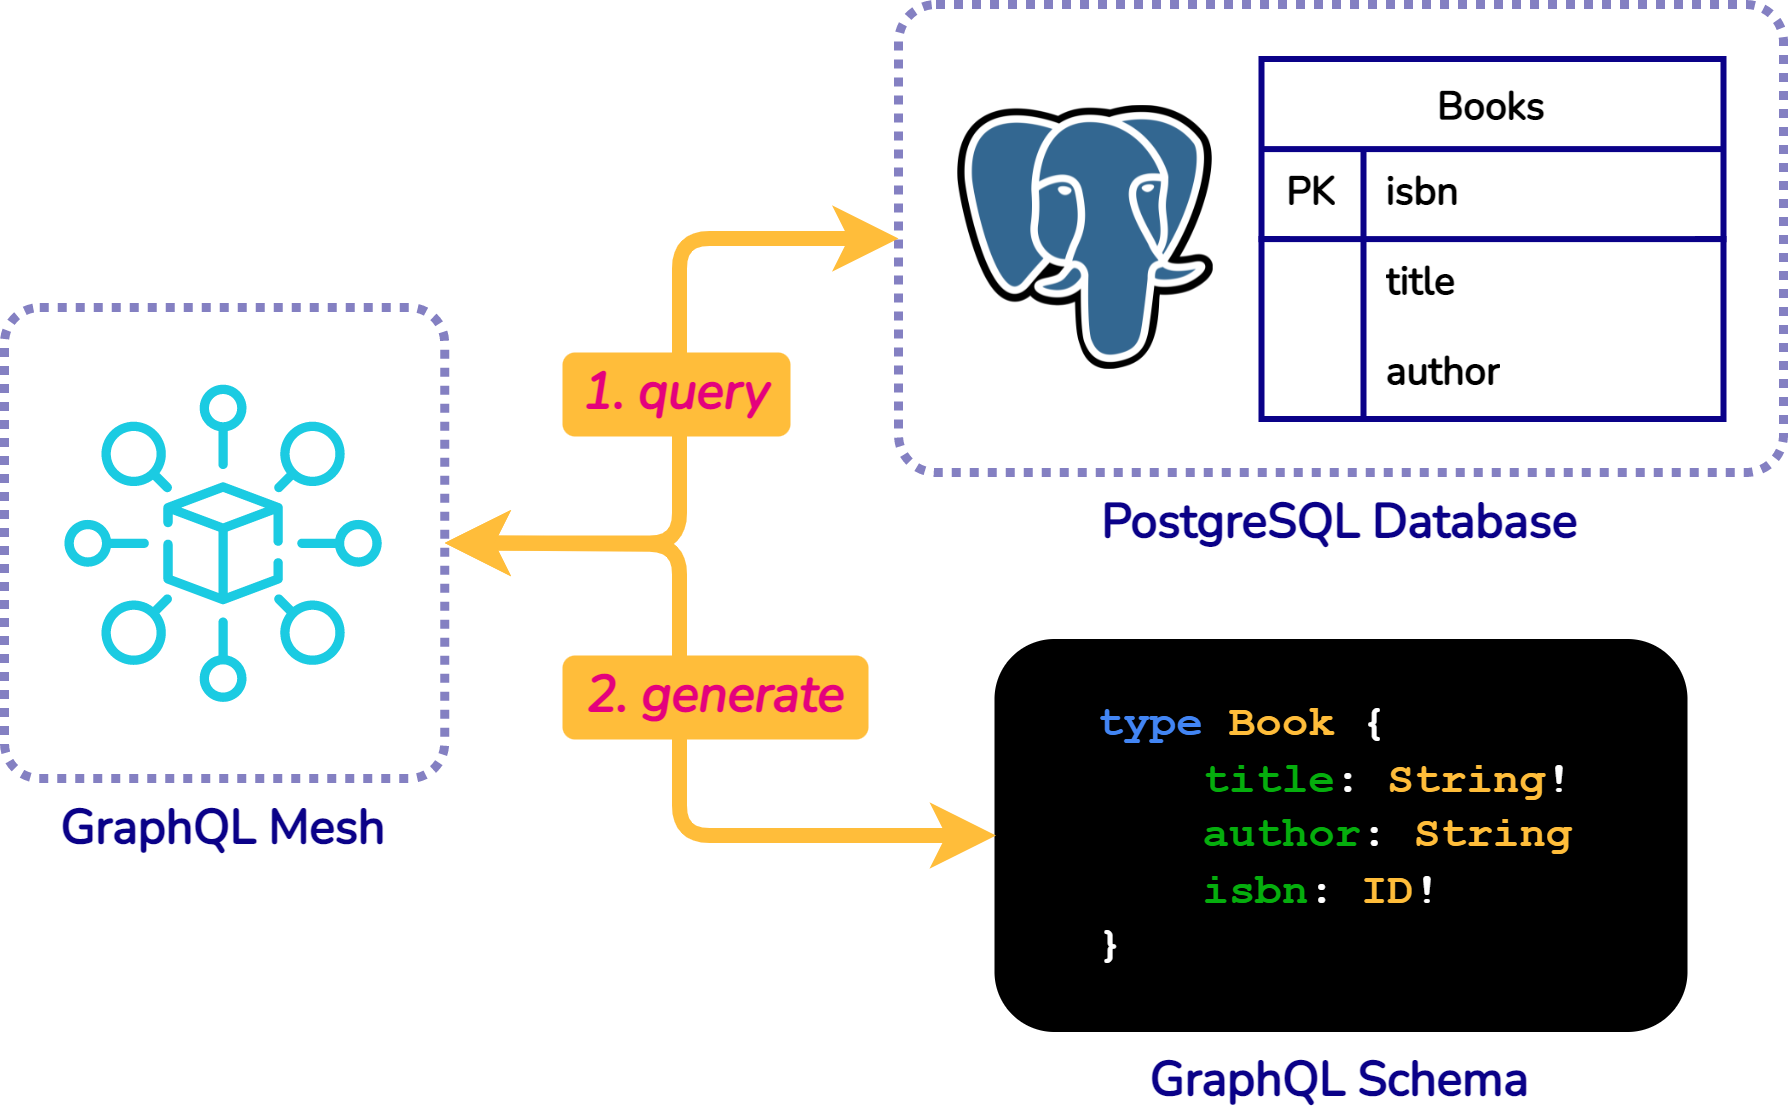 Books
PK isbn
title
author
PostgreSQL Database
1. query
2. generate
GraphQL Mesh
type Book {
title: String!
author: String
isbn: ID!
}
GraphQL Schema